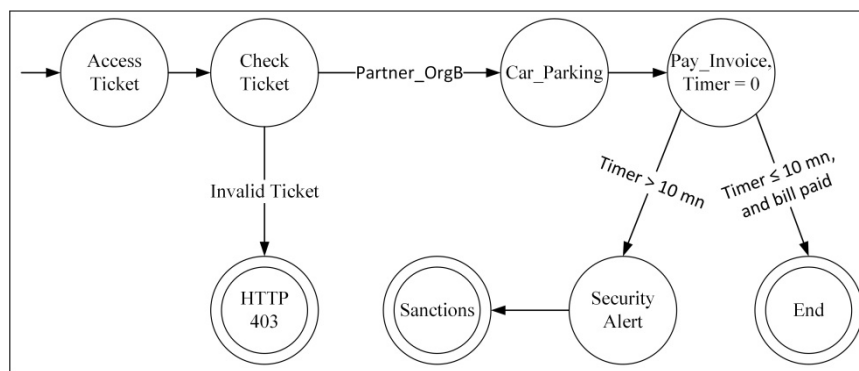 Access
Ticket
Check
Ticket
Partner_OrgB
Car_Parking
Pay_Invoice,
Timer = 0
Invalid Ticket
Timer > 10 mn
Timer ≤ 10 mn,
and bill paid
HTTP
403
Sanctions
Security
Alert
End